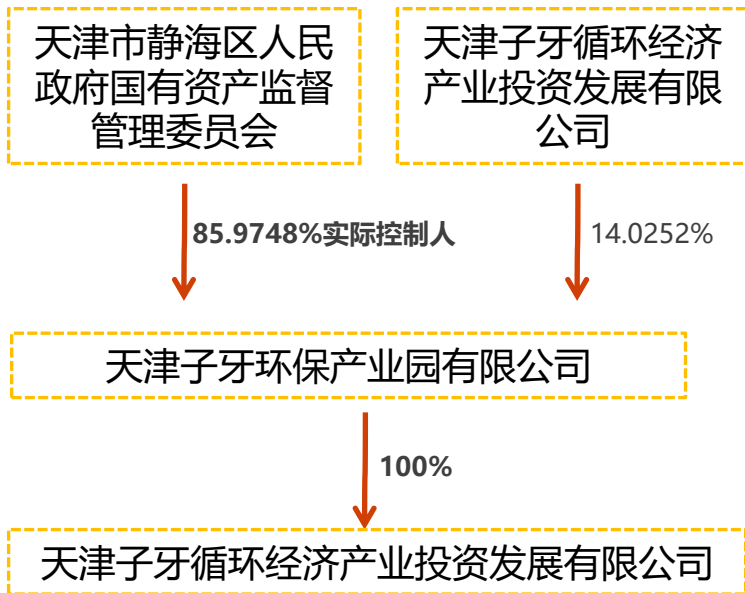 天津市静海区人民
政府国有资产监督
管理委员会
天津子牙循环经济
产业投资发展有限
公司
85.9748%实际控制人
14.0252%
天津子牙环保产业园有限公司
100%
天津子牙循环经济产业投资发展有限公司